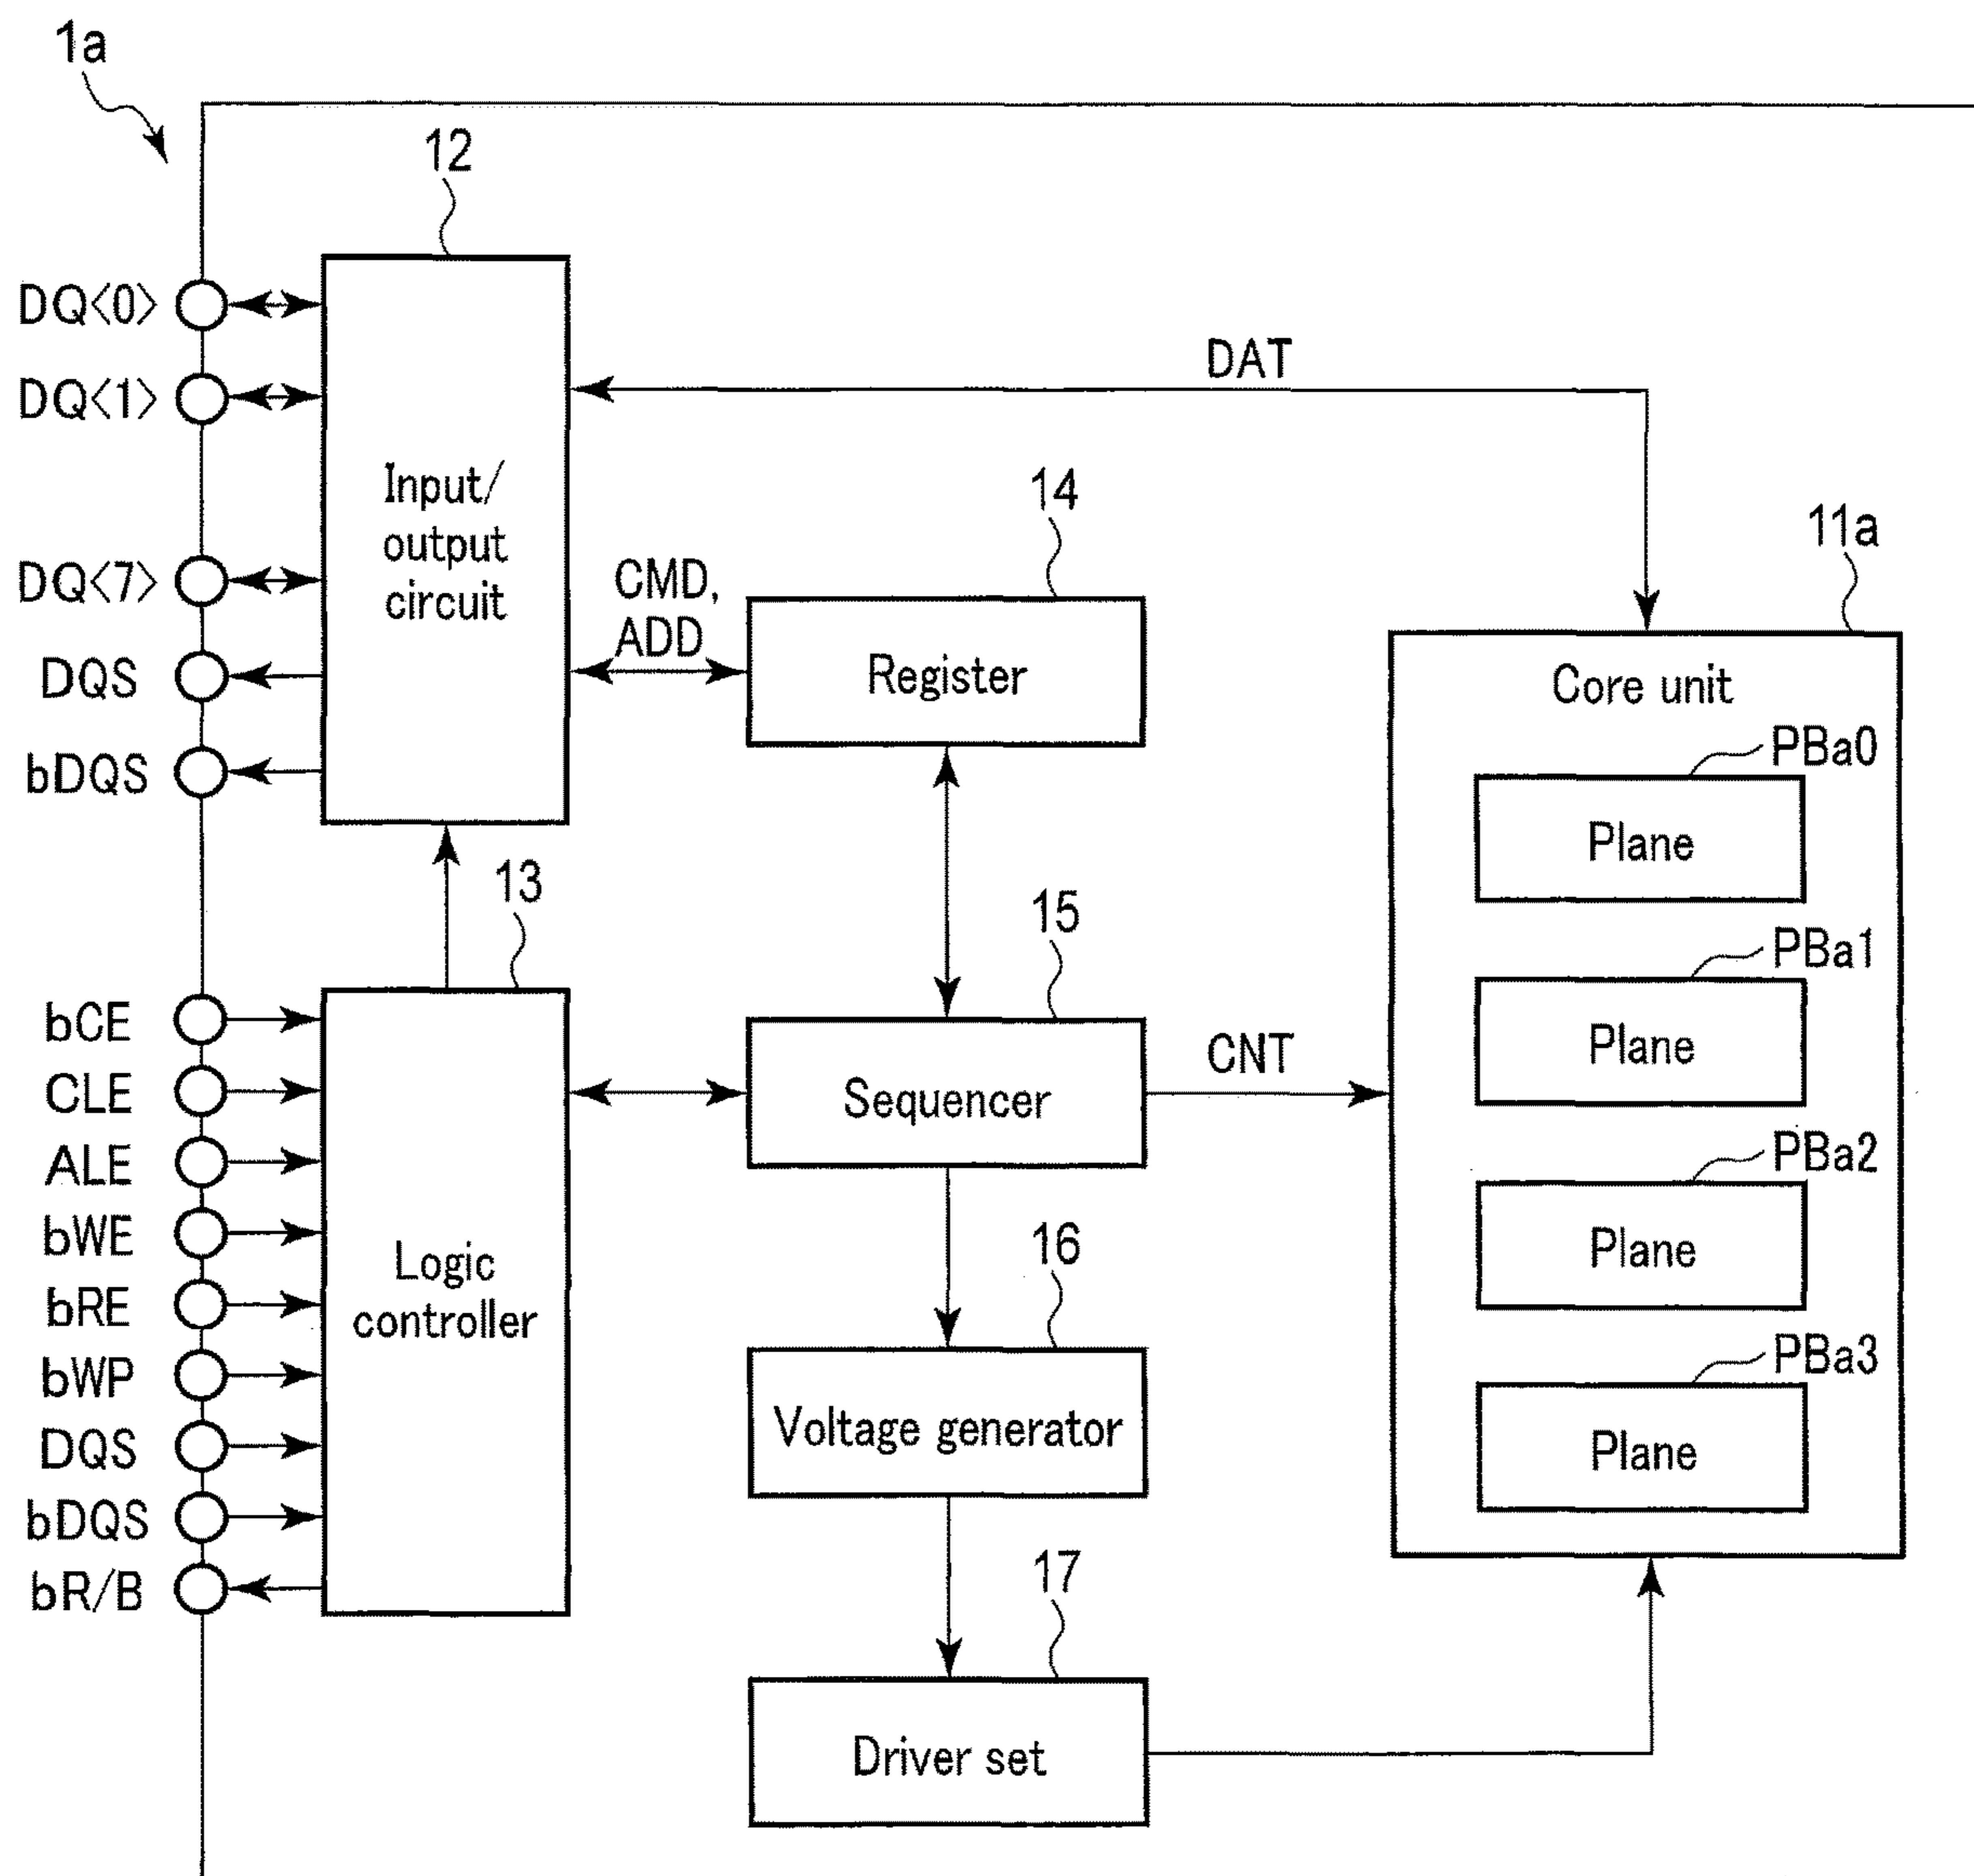 1a
12
DQ<0>
DQ<1>
DQ<7>
DQS
bDQS
Input/
output
circuit
DAT
CMD,
ADD
14
Register
11a
Core unit
PBa0
Plane
PBa1
Plane
PBa2
Plane
PBa3
Plane
13
bCE
CLE
ALE
bWE
bRE
bWP
DQS
bDQS
bR/B
Logic
controller
15
Sequencer
CNT
16
Voltage generator
17
Driver set